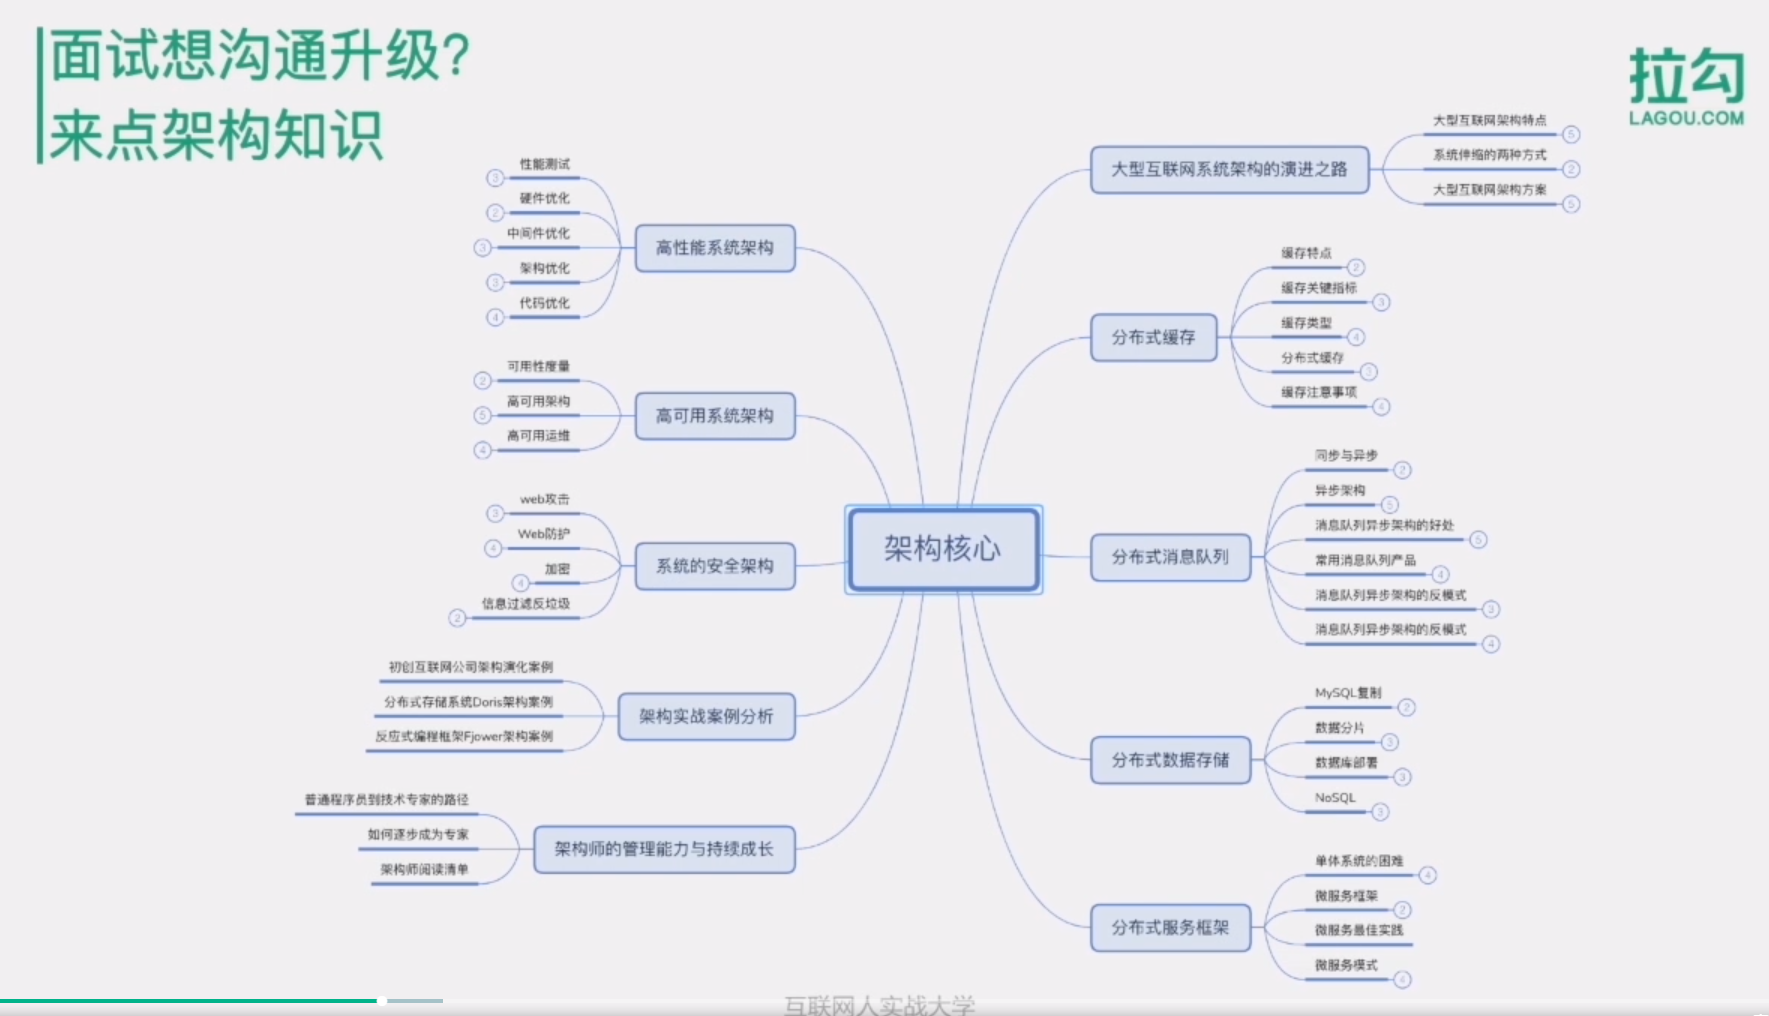 面试想沟通升级?
来点架构知识
拉勾
LAGOU.COM
架构核心
高性能系统架构
性能测试 3
硬件优化 2
中间件优化 3
架构优化 3
代码优化 4
高可用系统架构
可用性度量 2
高可用架构 5
高可用运维 4
系统的安全架构
web攻击 3
Web防护 4
加密 4
信息过滤反垃圾 2
架构实战案例分析
初创互联网公司架构演化案例
分布式存储系统Doris架构案例
反应式编程框架Fjower架构案例
架构师的管理能力与持续成长
普通程序员到技术专家的路径
如何逐步成为专家
架构师阅读清单
大型互联网系统架构的演进之路
大型互联网架构特点 5
系统伸缩的两种方式 2
大型互联网架构方案 5
分布式缓存
缓存特点 2
缓存关键指标 3
缓存类型 4
分布式缓存 3
缓存注意事项 4
分布式消息队列
同步与异步 2
异步架构 5
消息队列异步架构的好处 5
常用消息队列产品 4
消息队列异步架构的反模式 3
消息队列异步架构的反模式 4
分布式数据存储
MySQL复制 2
数据分片 3
数据库部署 3
NoSQL 3
分布式服务框架
单体系统的困难 4
微服务框架 2
微服务最佳实践
微服务模式 4
互联网人实战大学